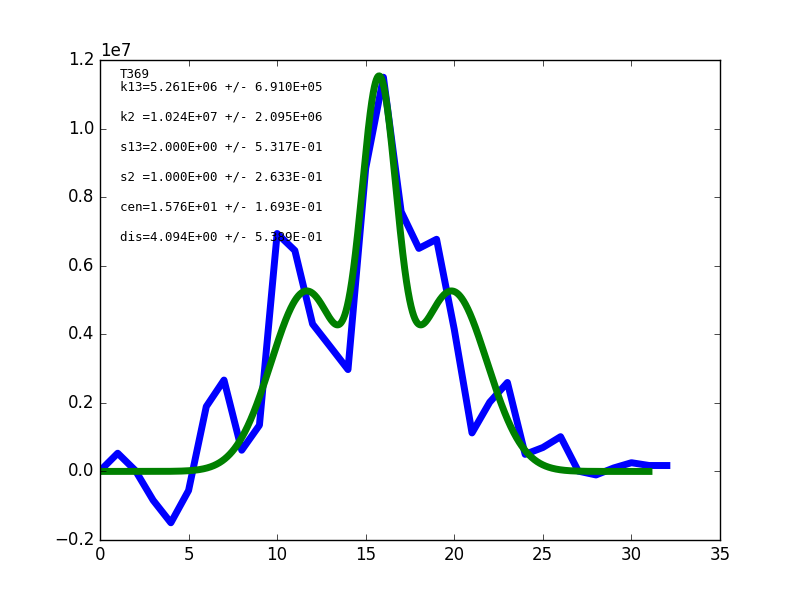 1e7
1.2
1.0
0.8
0.6
0.4
0.2
0.0
−0.2
T369
k13=5.261E+06 +/- 6.910E+05
k2 =1.024E+07 +/- 2.095E+06
s13=2.000E+00 +/- 5.317E-01
s2 =1.000E+00 +/- 2.633E-01
cen=1.576E+01 +/- 1.693E-01
dis=4.094E+00 +/-
0 5 10 15 20 25 30 35